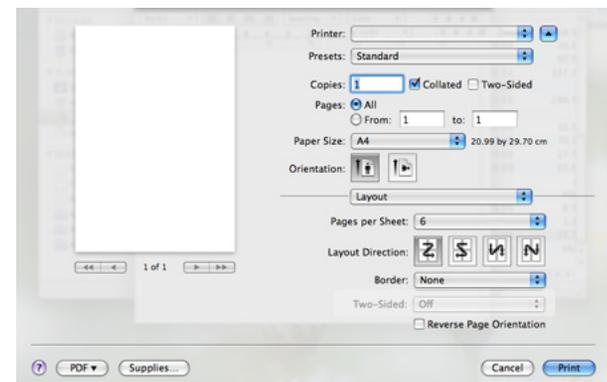 Printer:
Presets: Standard
Copies: 1 Collated Two-Sided
Pages: All
From: 1 to: 1
Paper Size: A4 20.99 by 29.70 cm
Orientation:
Layout
Pages per Sheet: 6
Layout Direction:
Border: None
Two-Sided: Off
Reverse Page Orientation
1 of 1
? PDF Supplies... Cancel Print